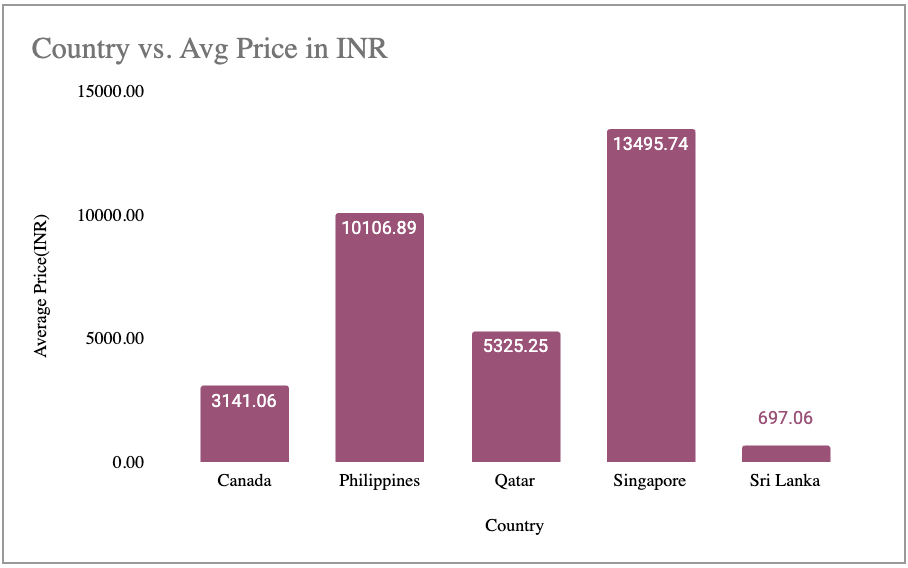 Country vs. Avg Price in INR
15000.00
10000.00
5000.00
0.00
Average Price(INR)
3141.06
10106.89
5325.25
13495.74
697.06
Canada
Philippines
Qatar
Singapore
Sri Lanka
Country